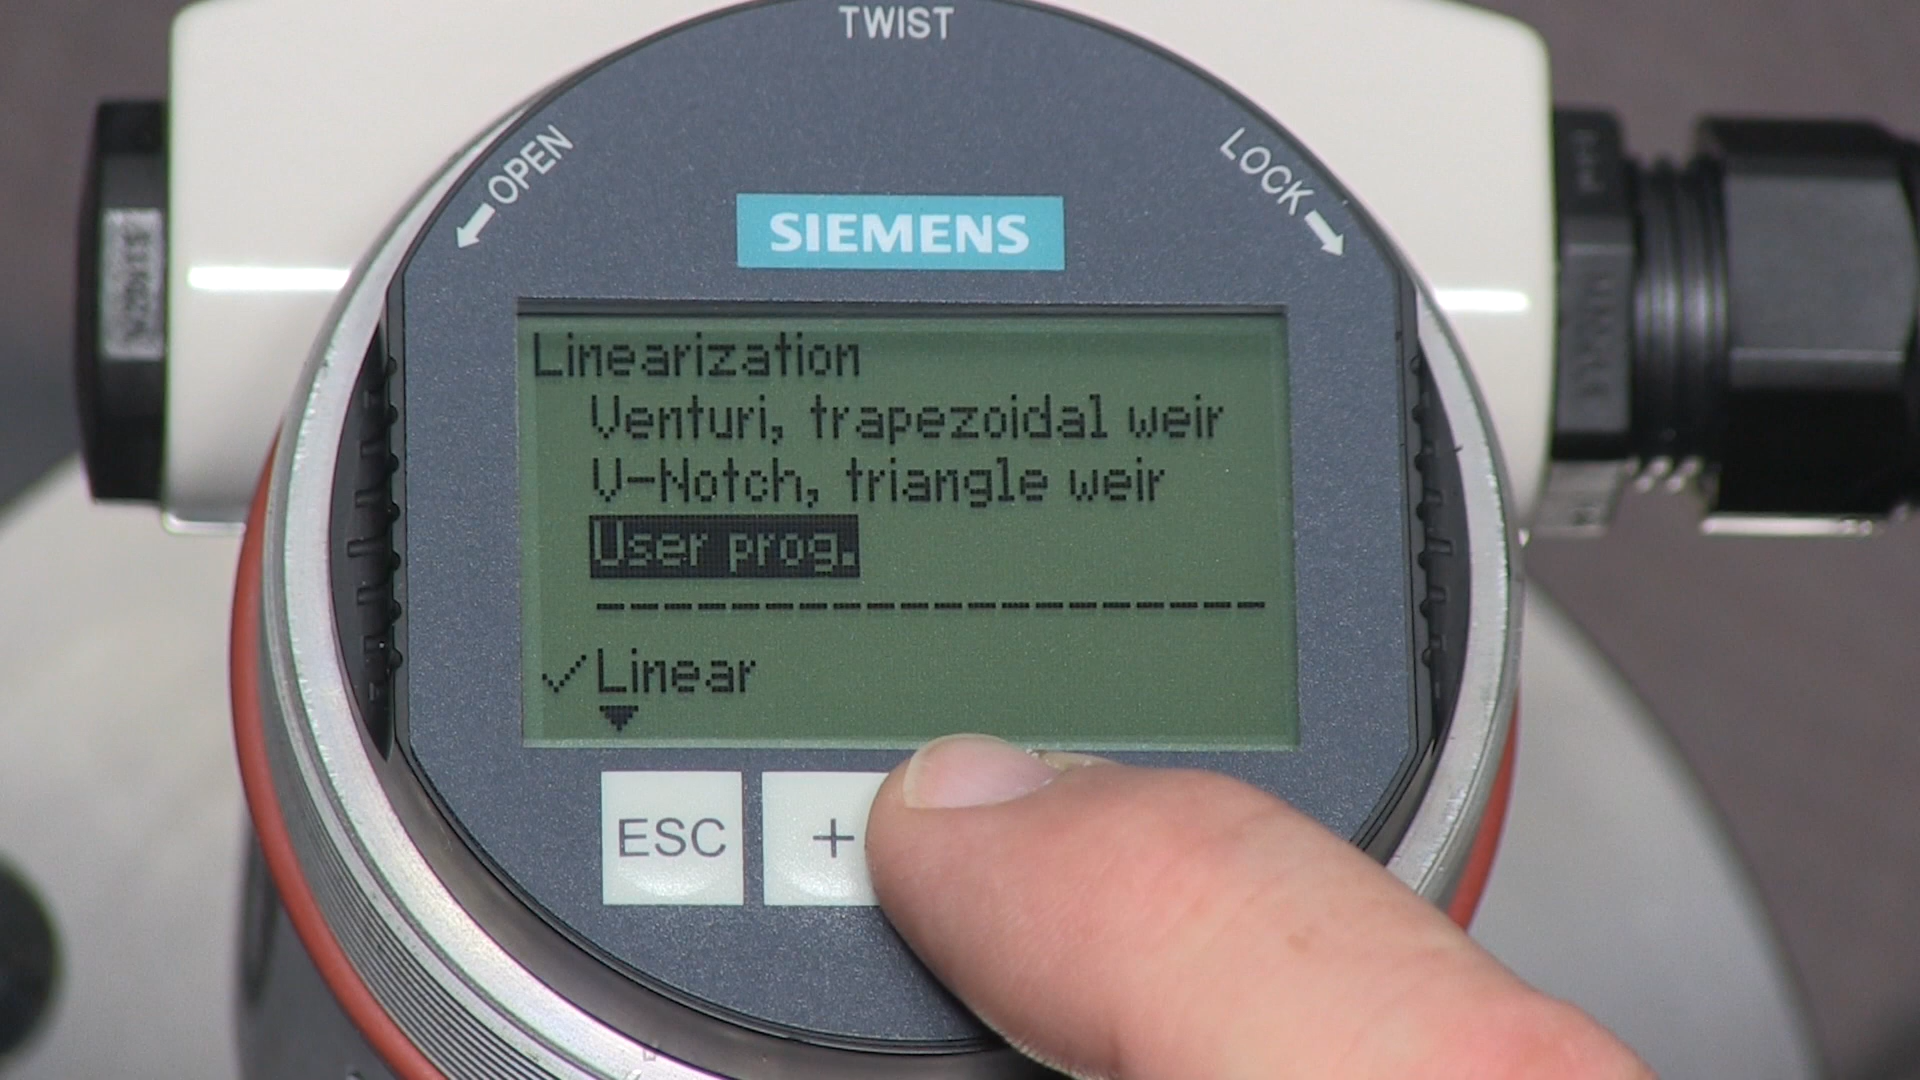 TWIST
OPEN
LOCK
SIEMENS
Linearization
Venturi, trapezoidal weir
V-Notch, triangle weir
User prog.
✓ Linear
ESC
+